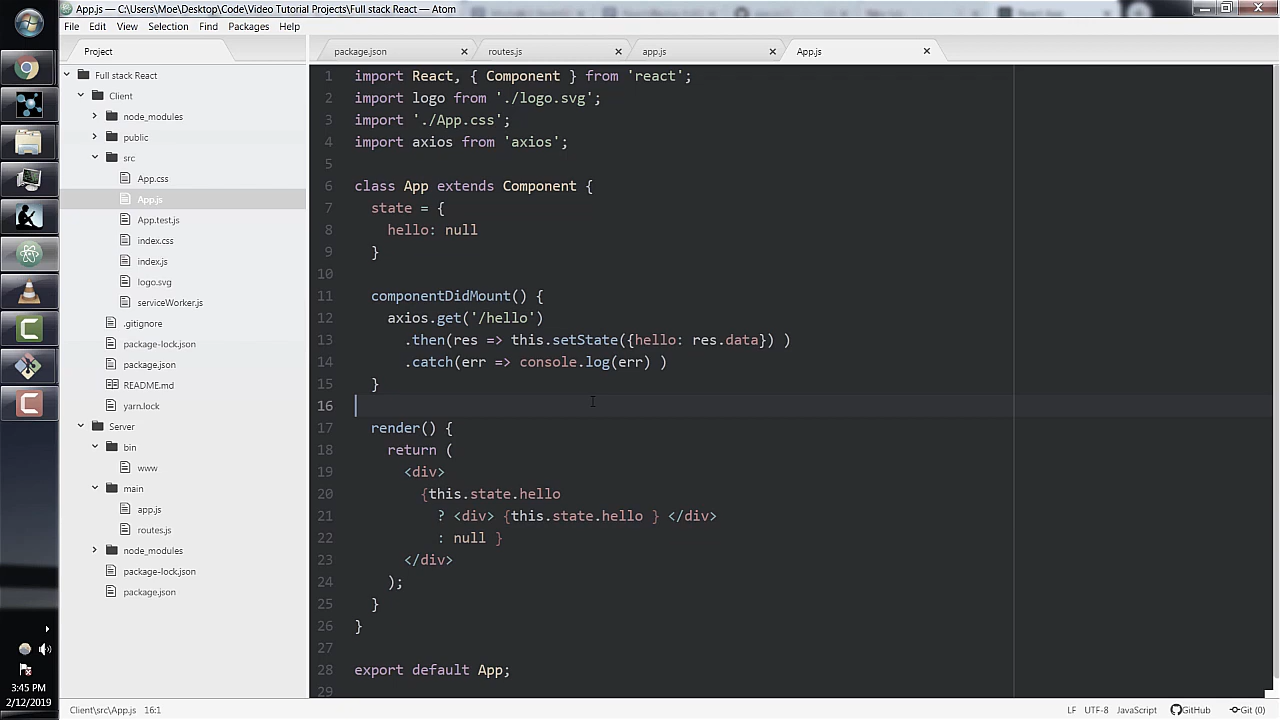 App.js — C:\Users\Moe\Desktop\Code\Video Tutorial Projects\Full stack React — Atom
File Edit View Selection Find Packages Help
Project
package.json
routes.js
app.js
App.js
Full stack React
Client
node_modules
public
src
App.css
App.js
App.test.js
index.css
index.js
logo.svg
serviceWorker.js
.gitignore
package-lock.json
package.json
README.md
yarn.lock
Server
bin
www
main
app.js
routes.js
node_modules
package-lock.json
package.json
1 import React, { Component } from 'react';
2 import logo from './logo.svg';
3 import './App.css';
4 import axios from 'axios';
5
6 class App extends Component {
7 state = {
8 hello: null
9 }
10
11 componentDidMount() {
12 axios.get('/hello')
13 .then(res => this.setState({hello: res.data}) )
14 .catch(err => console.log(err) )
15 }
16
17 render() {
18 return (
19 <div>
20 {this.state.hello
21 ? <div> {this.state.hello } </div>
22 : null }
23 </div>
24 );
25 }
26 }
27
28 export default App;
29
3:45 PM
2/12/2019
Client\src\App.js 16:1
LF UTF-8 JavaScript GitHub Git (0)